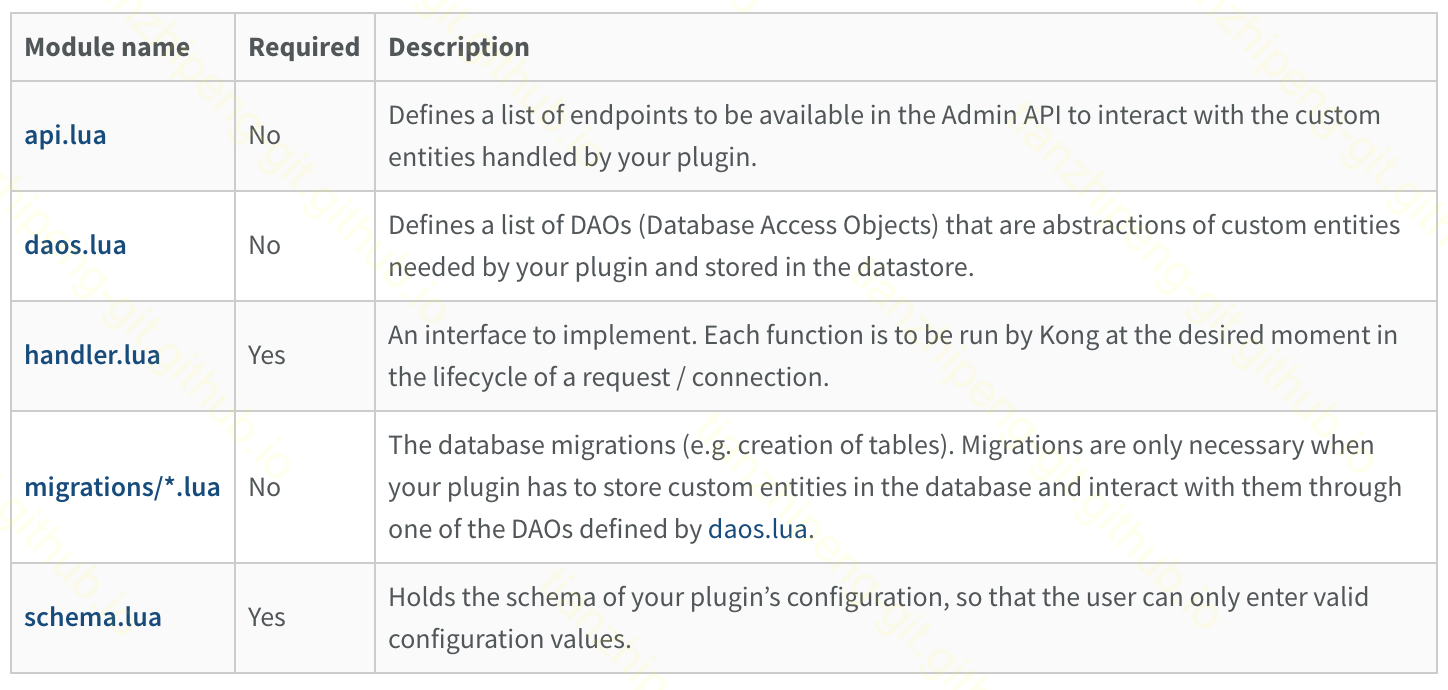 Module name Required Description
api.lua No Defines a list of endpoints to be available in the Admin API to interact with the custom
entities handled by your plugin.
daos.lua No Defines a list of DAOs (Database Access Objects) that are abstractions of custom entities
needed by your plugin and stored in the datastore.
handler.lua Yes An interface to implement. Each function is to be run by Kong at the desired moment in
the lifecycle of a request / connection.
migrations/*.lua No The database migrations (e.g. creation of tables). Migrations are only necessary when
your plugin has to store custom entities in the database and interact with them through
one of the DAOs defined by daos.lua.
schema.lua Yes Holds the schema of your plugin’s configuration, so that the user can only enter valid
configuration values.